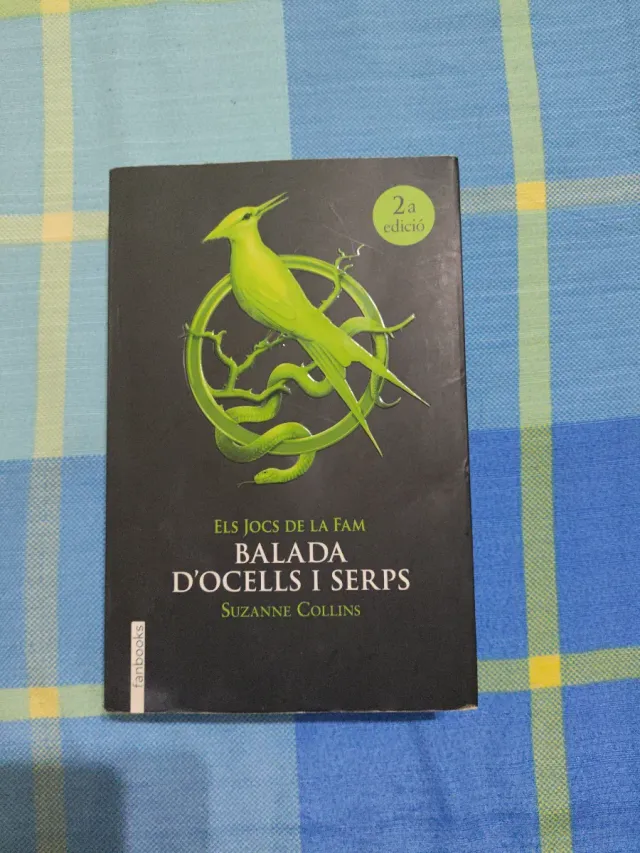 2a
edició
ELS JOCS DE LA FAM
BALADA
D'OCELLS I SERPS
SUZANNE COLLINS
fanbooks